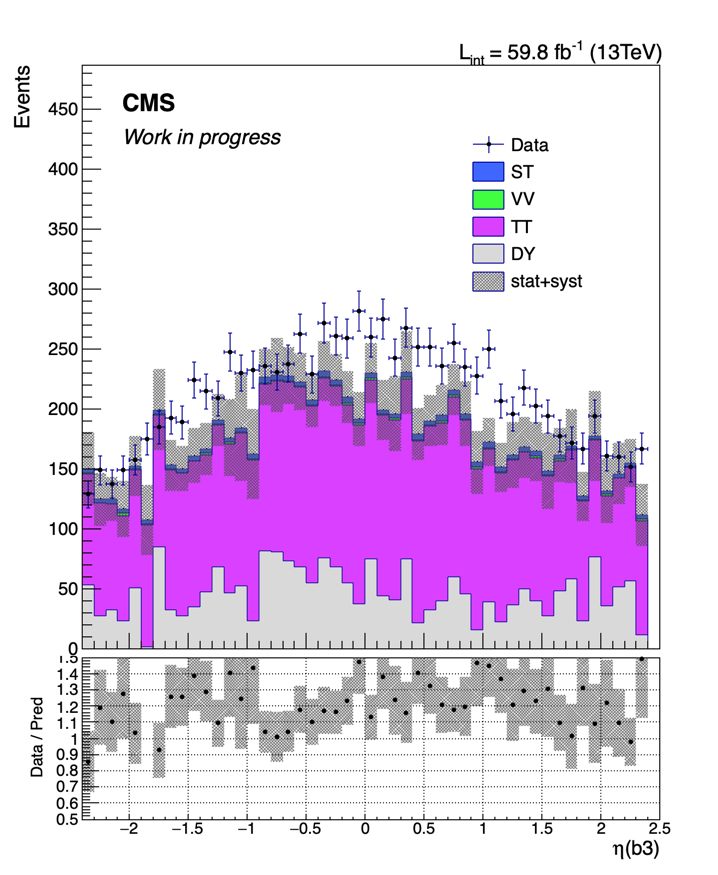 L_int = 59.8 fb⁻¹ (13TeV)
Events
CMS
Work in progress
Data
ST
VV
TT
DY
stat+syst
450
400
350
300
250
200
150
100
50
0
Data / Pred
1.5
1.4
1.3
1.2
1.1
1
0.9
0.8
0.7
0.6
0.5
−2 −1.5 −1 −0.5 0 0.5 1 1.5 2 2.5
η(b3)